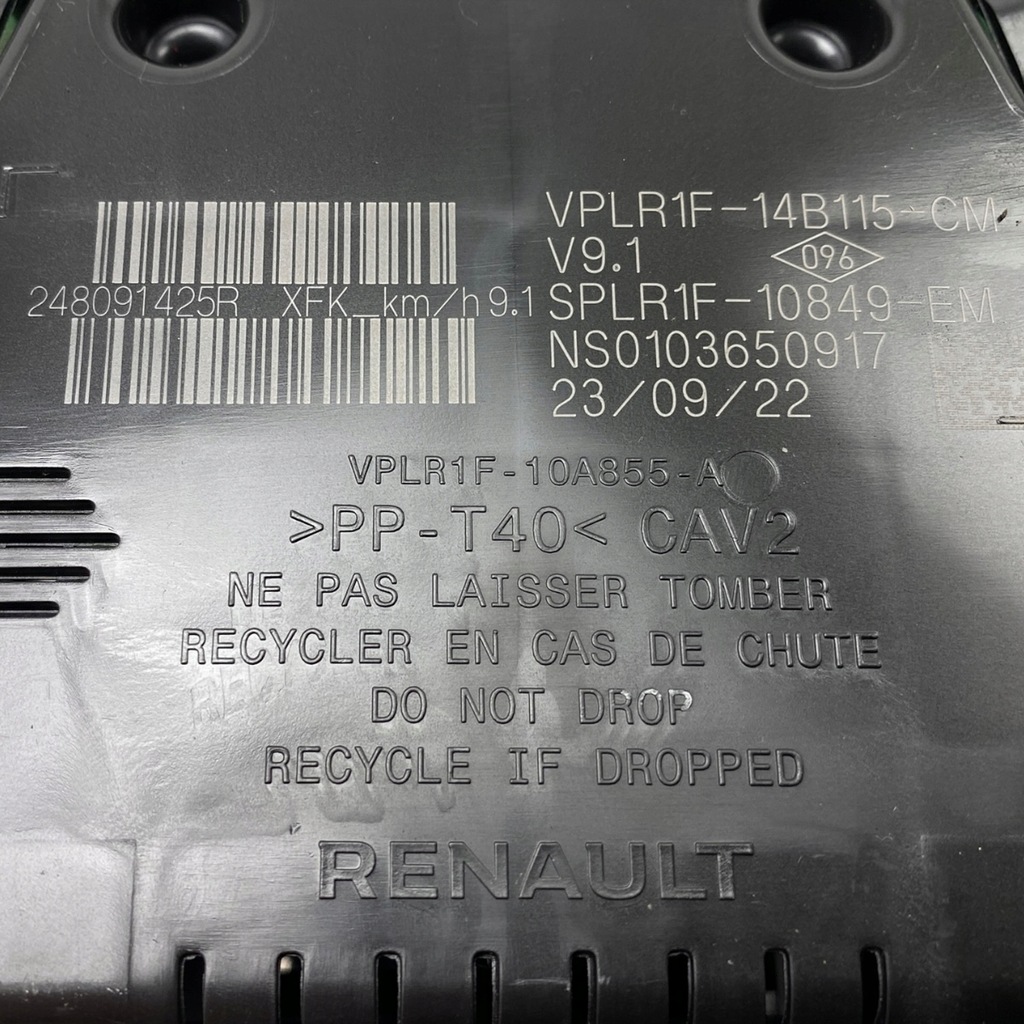 VPLR1F-14B115-CM
V9.1 096
248091425R XFK_km/h 9.1
SPLR1F-10849-EM
NS0103650917
23/09/22
VPLR1F-10A855-A
>PP-T40< CAV2
NE PAS LAISSER TOMBER
RECYCLER EN CAS DE CHUTE
DO NOT DROP
RECYCLE IF DROPPED
RENAULT